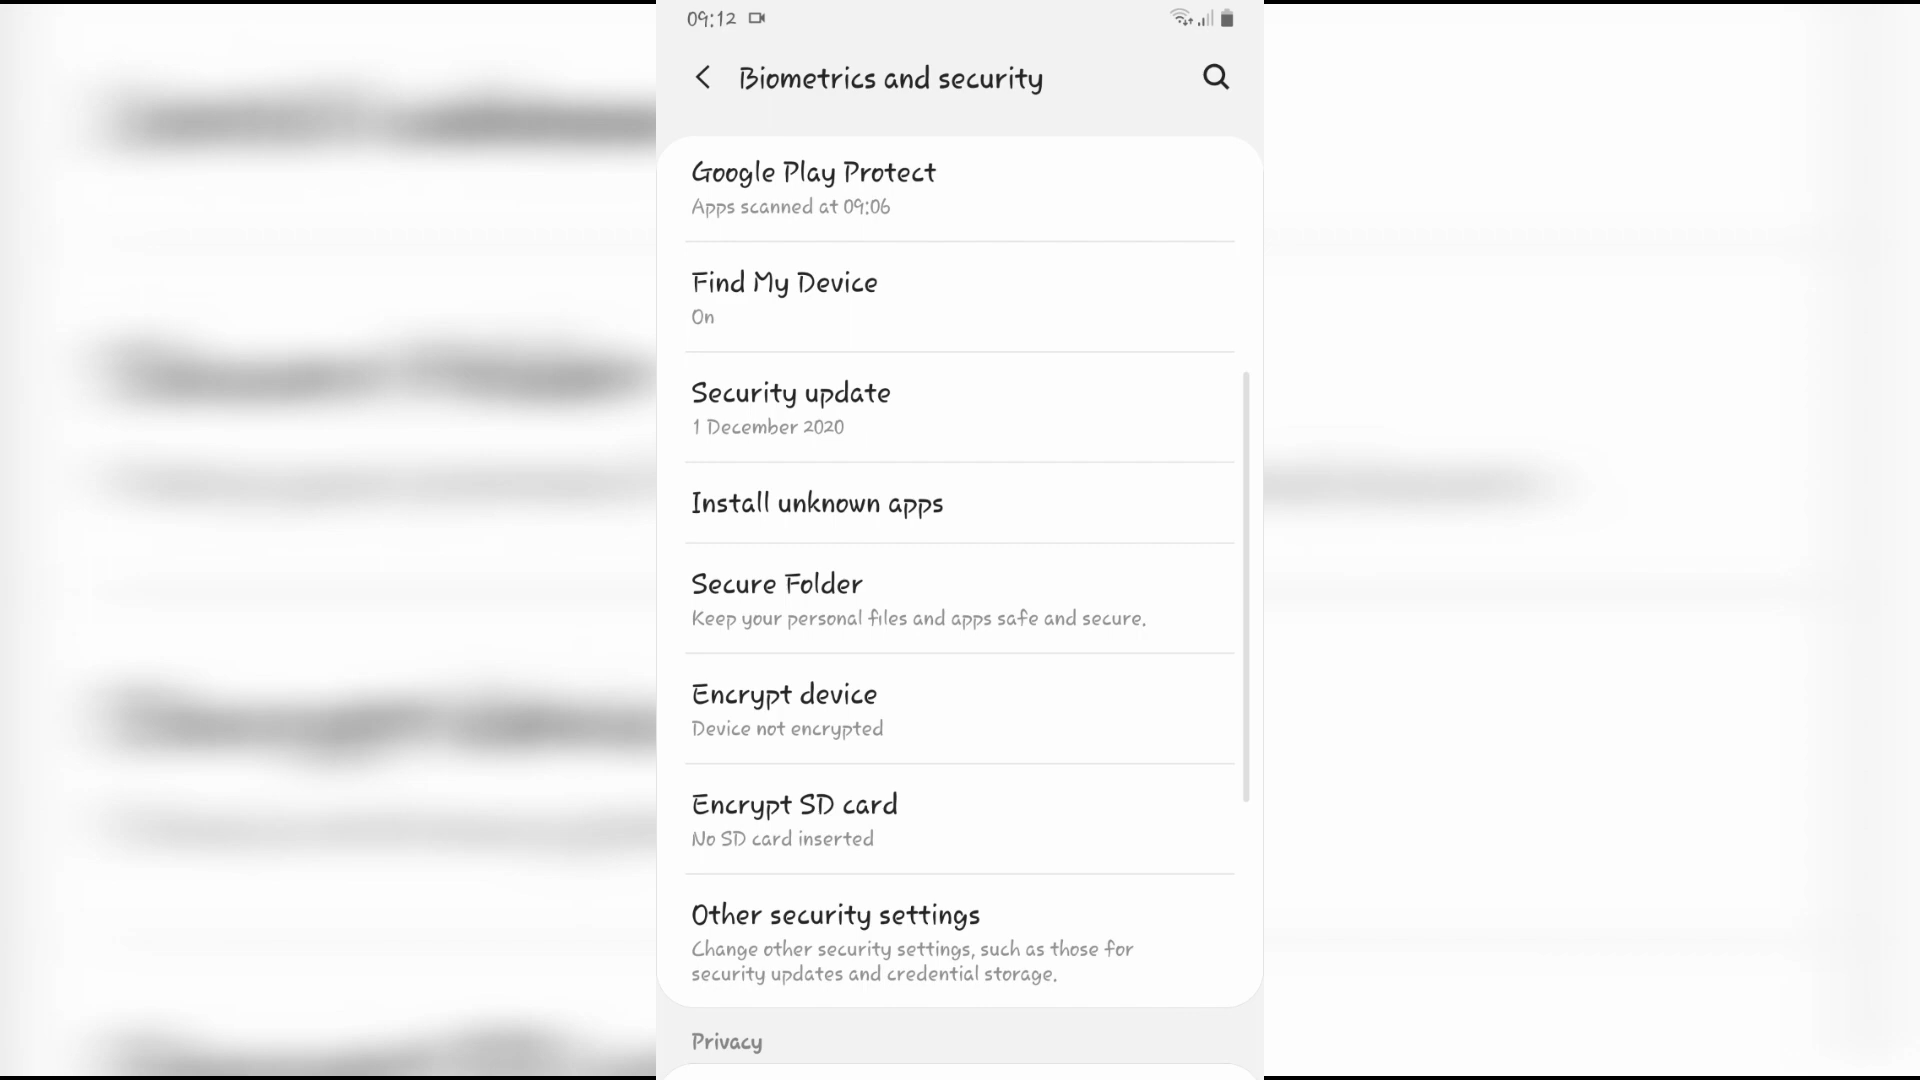 09:12
Biometrics and security
Google Play Protect
Apps scanned at 09:06
Find My Device
On
Security update
1 December 2020
Install unknown apps
Secure Folder
Keep your personal files and apps safe and secure.
Encrypt device
Device not encrypted
Encrypt SD card
No SD card inserted
Other security settings
Change other security settings, such as those for
security updates and credential storage.
Privacy